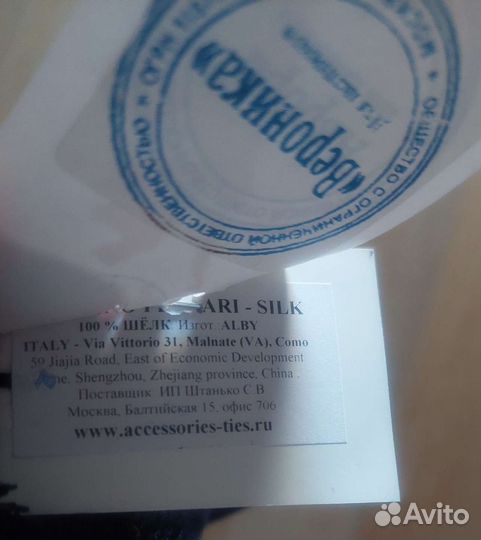 «Вероника»
ОБЩЕСТВО С ОГРАНИЧЕННОЙ ОТВЕТСТВЕННОСТЬЮ
МОСКВА
ОГРН
- SILK
100 % ШЁЛК Изгот. ALBY
ITALY - Via Vittorio 31, Malnate (VA), Como
59 Jiajia Road, East of Economic Development
Shengzhou, Zhejiang province, China.
Поставщик ИП Штанько С В
Москва, Балтийская 15, офис 706
www.accessories-ties.ru
Avito